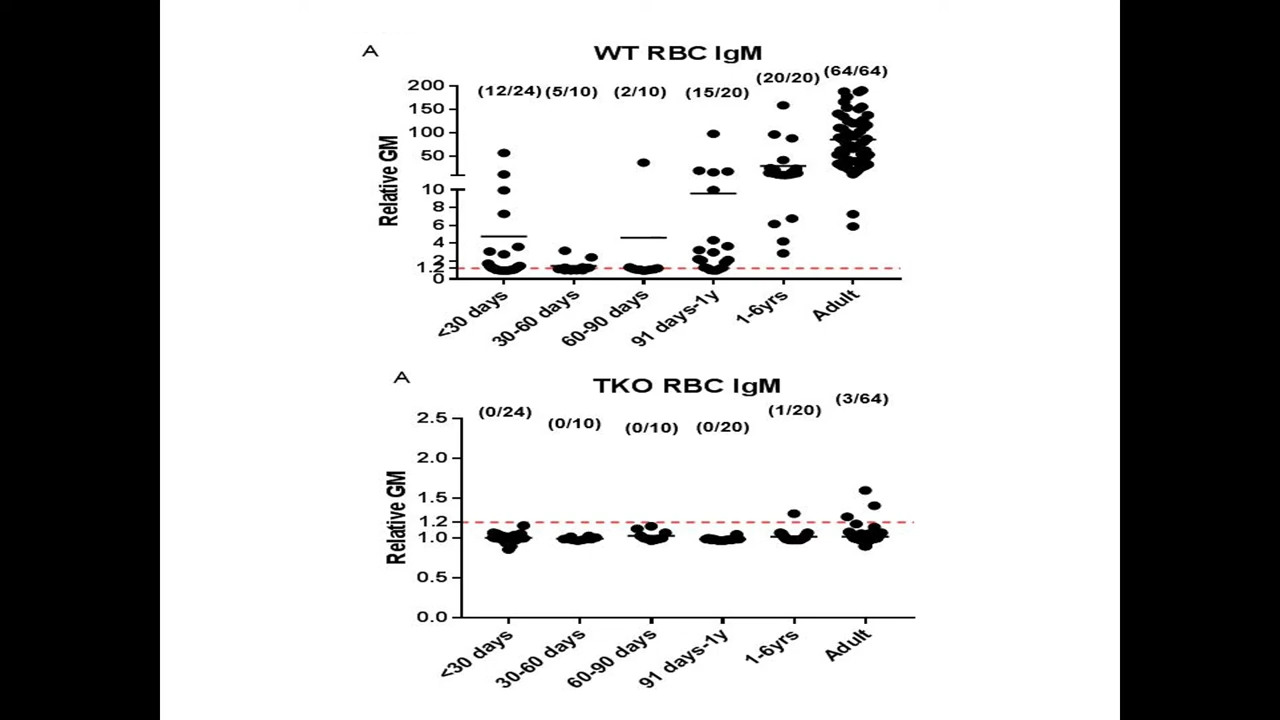 A
WT RBC IgM
(12/24) (5/10) (2/10) (15/20) (20/20) (64/64)
Relative GM
200
150
100
50
10
8
6
4
2
1.2
0
<30 days 30-60 days 60-90 days 91 days-1y 1-6yrs Adult
A
TKO RBC IgM
(0/24) (0/10) (0/10) (0/20) (1/20) (3/64)
Relative GM
2.5
2.0
1.5
1.2
1.0
0.5
0.0
<30 days 30-60 days 60-90 days 91 days-1y 1-6yrs Adult